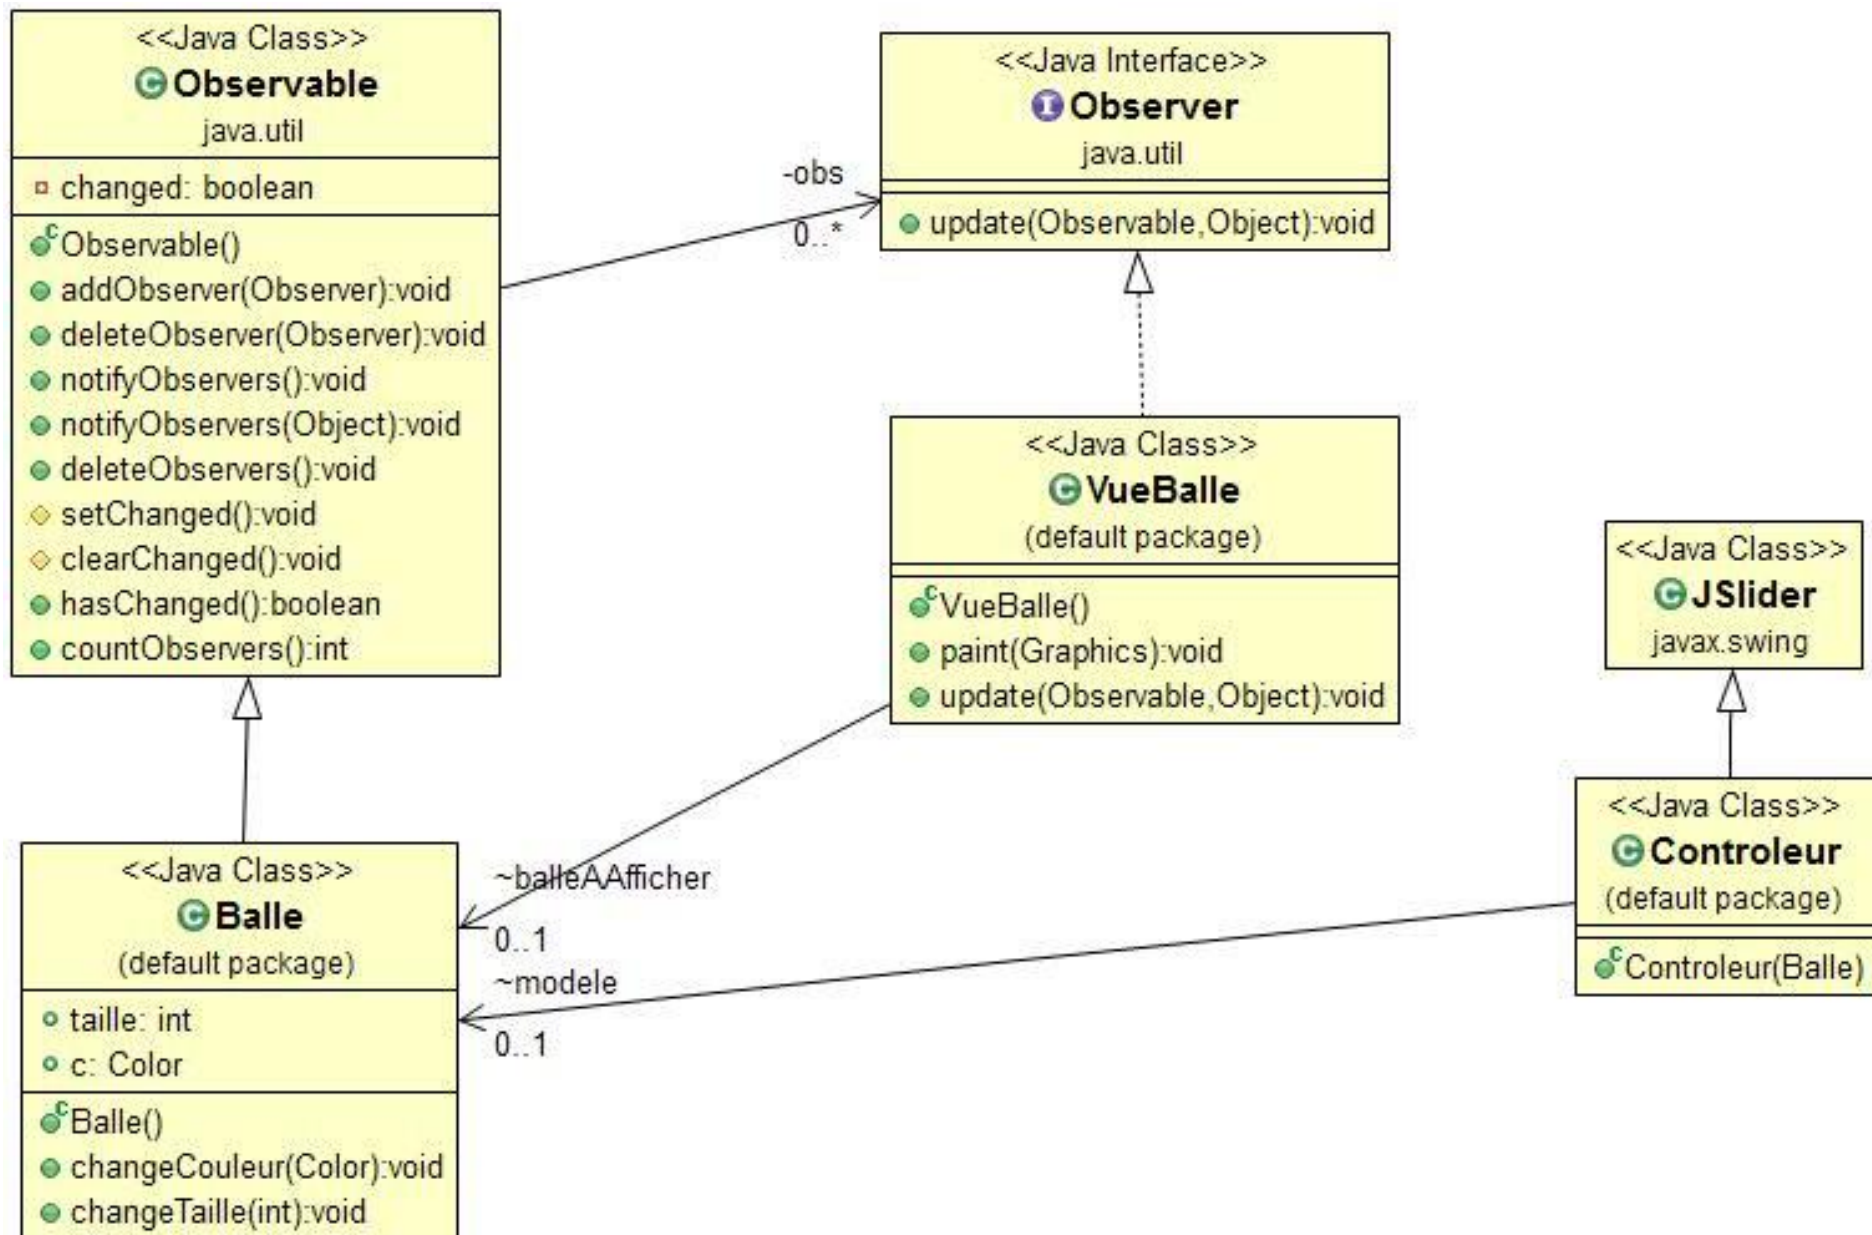 <<Java Class>>
Observable
java.util
changed: boolean
Observable()
addObserver(Observer):void
deleteObserver(Observer):void
notifyObservers():void
notifyObservers(Object):void
deleteObservers():void
setChanged():void
clearChanged():void
hasChanged():boolean
countObservers():int
-obs
0..*
<<Java Interface>>
Observer
java.util
update(Observable,Object):void
<<Java Class>>
VueBalle
(default package)
VueBalle()
paint(Graphics):void
update(Observable,Object):void
<<Java Class>>
JSlider
javax.swing
<<Java Class>>
Controleur
(default package)
Controleur(Balle)
~balleAAfficher
0..1
~modele
0..1
<<Java Class>>
Balle
(default package)
taille: int
c: Color
Balle()
changeCouleur(Color):void
changeTaille(int):void